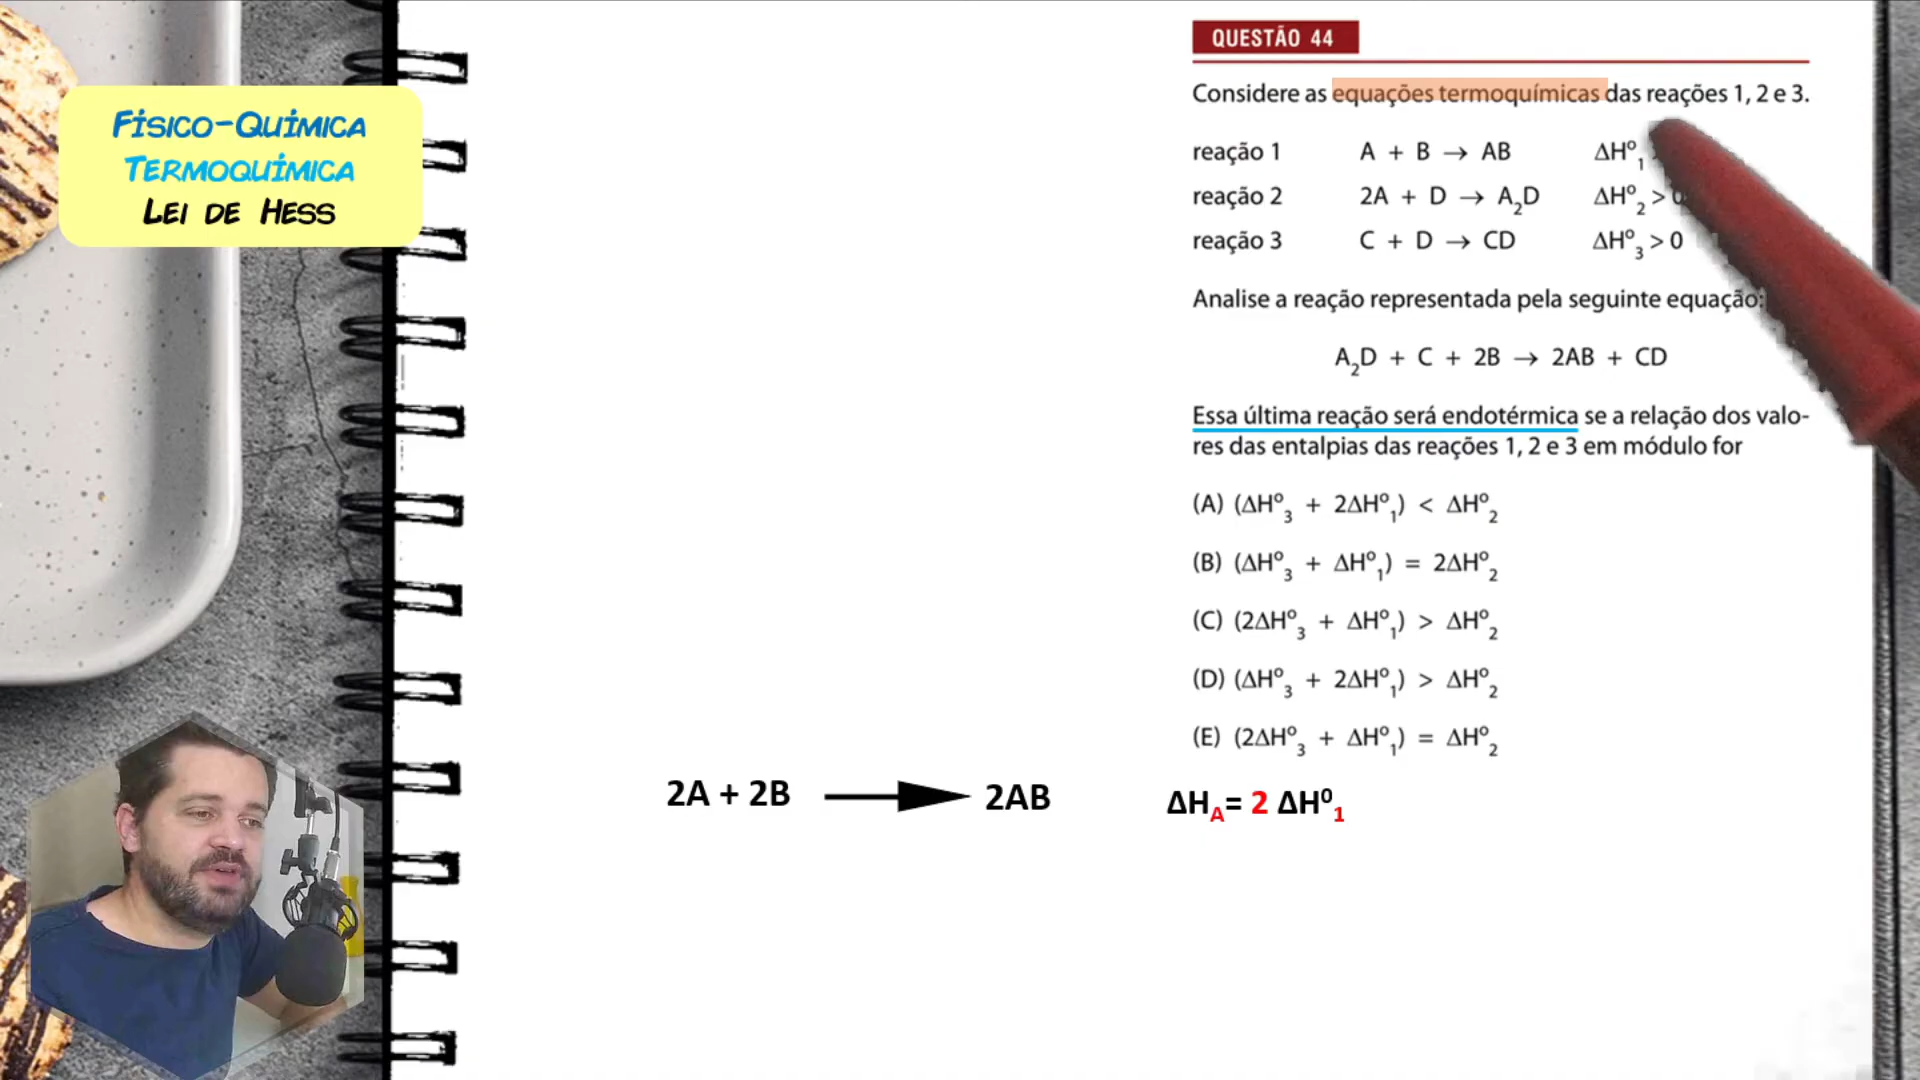 FÍSICO-QUÍMICA
TERMOQUÍMICA
LEI DE HESS
QUESTÃO 44
Considere as equações termoquímicas das reações 1, 2 e 3.
reação 1 A + B → AB ΔH°₁
reação 2 2A + D → A₂D ΔH°₂ > 0
reação 3 C + D → CD ΔH°₃ > 0
Analise a reação representada pela seguinte equação:
A₂D + C + 2B → 2AB + CD
Essa última reação será endotérmica se a relação dos valo-
res das entalpias das reações 1, 2 e 3 em módulo for
(A) (ΔH°₃ + 2ΔH°₁) < ΔH°₂
(B) (ΔH°₃ + ΔH°₁) = 2ΔH°₂
(C) (2ΔH°₃ + ΔH°₁) > ΔH°₂
(D) (ΔH°₃ + 2ΔH°₁) > ΔH°₂
(E) (2ΔH°₃ + ΔH°₁) = ΔH°₂
2A + 2B → 2AB ΔH_A= 2 ΔH⁰₁